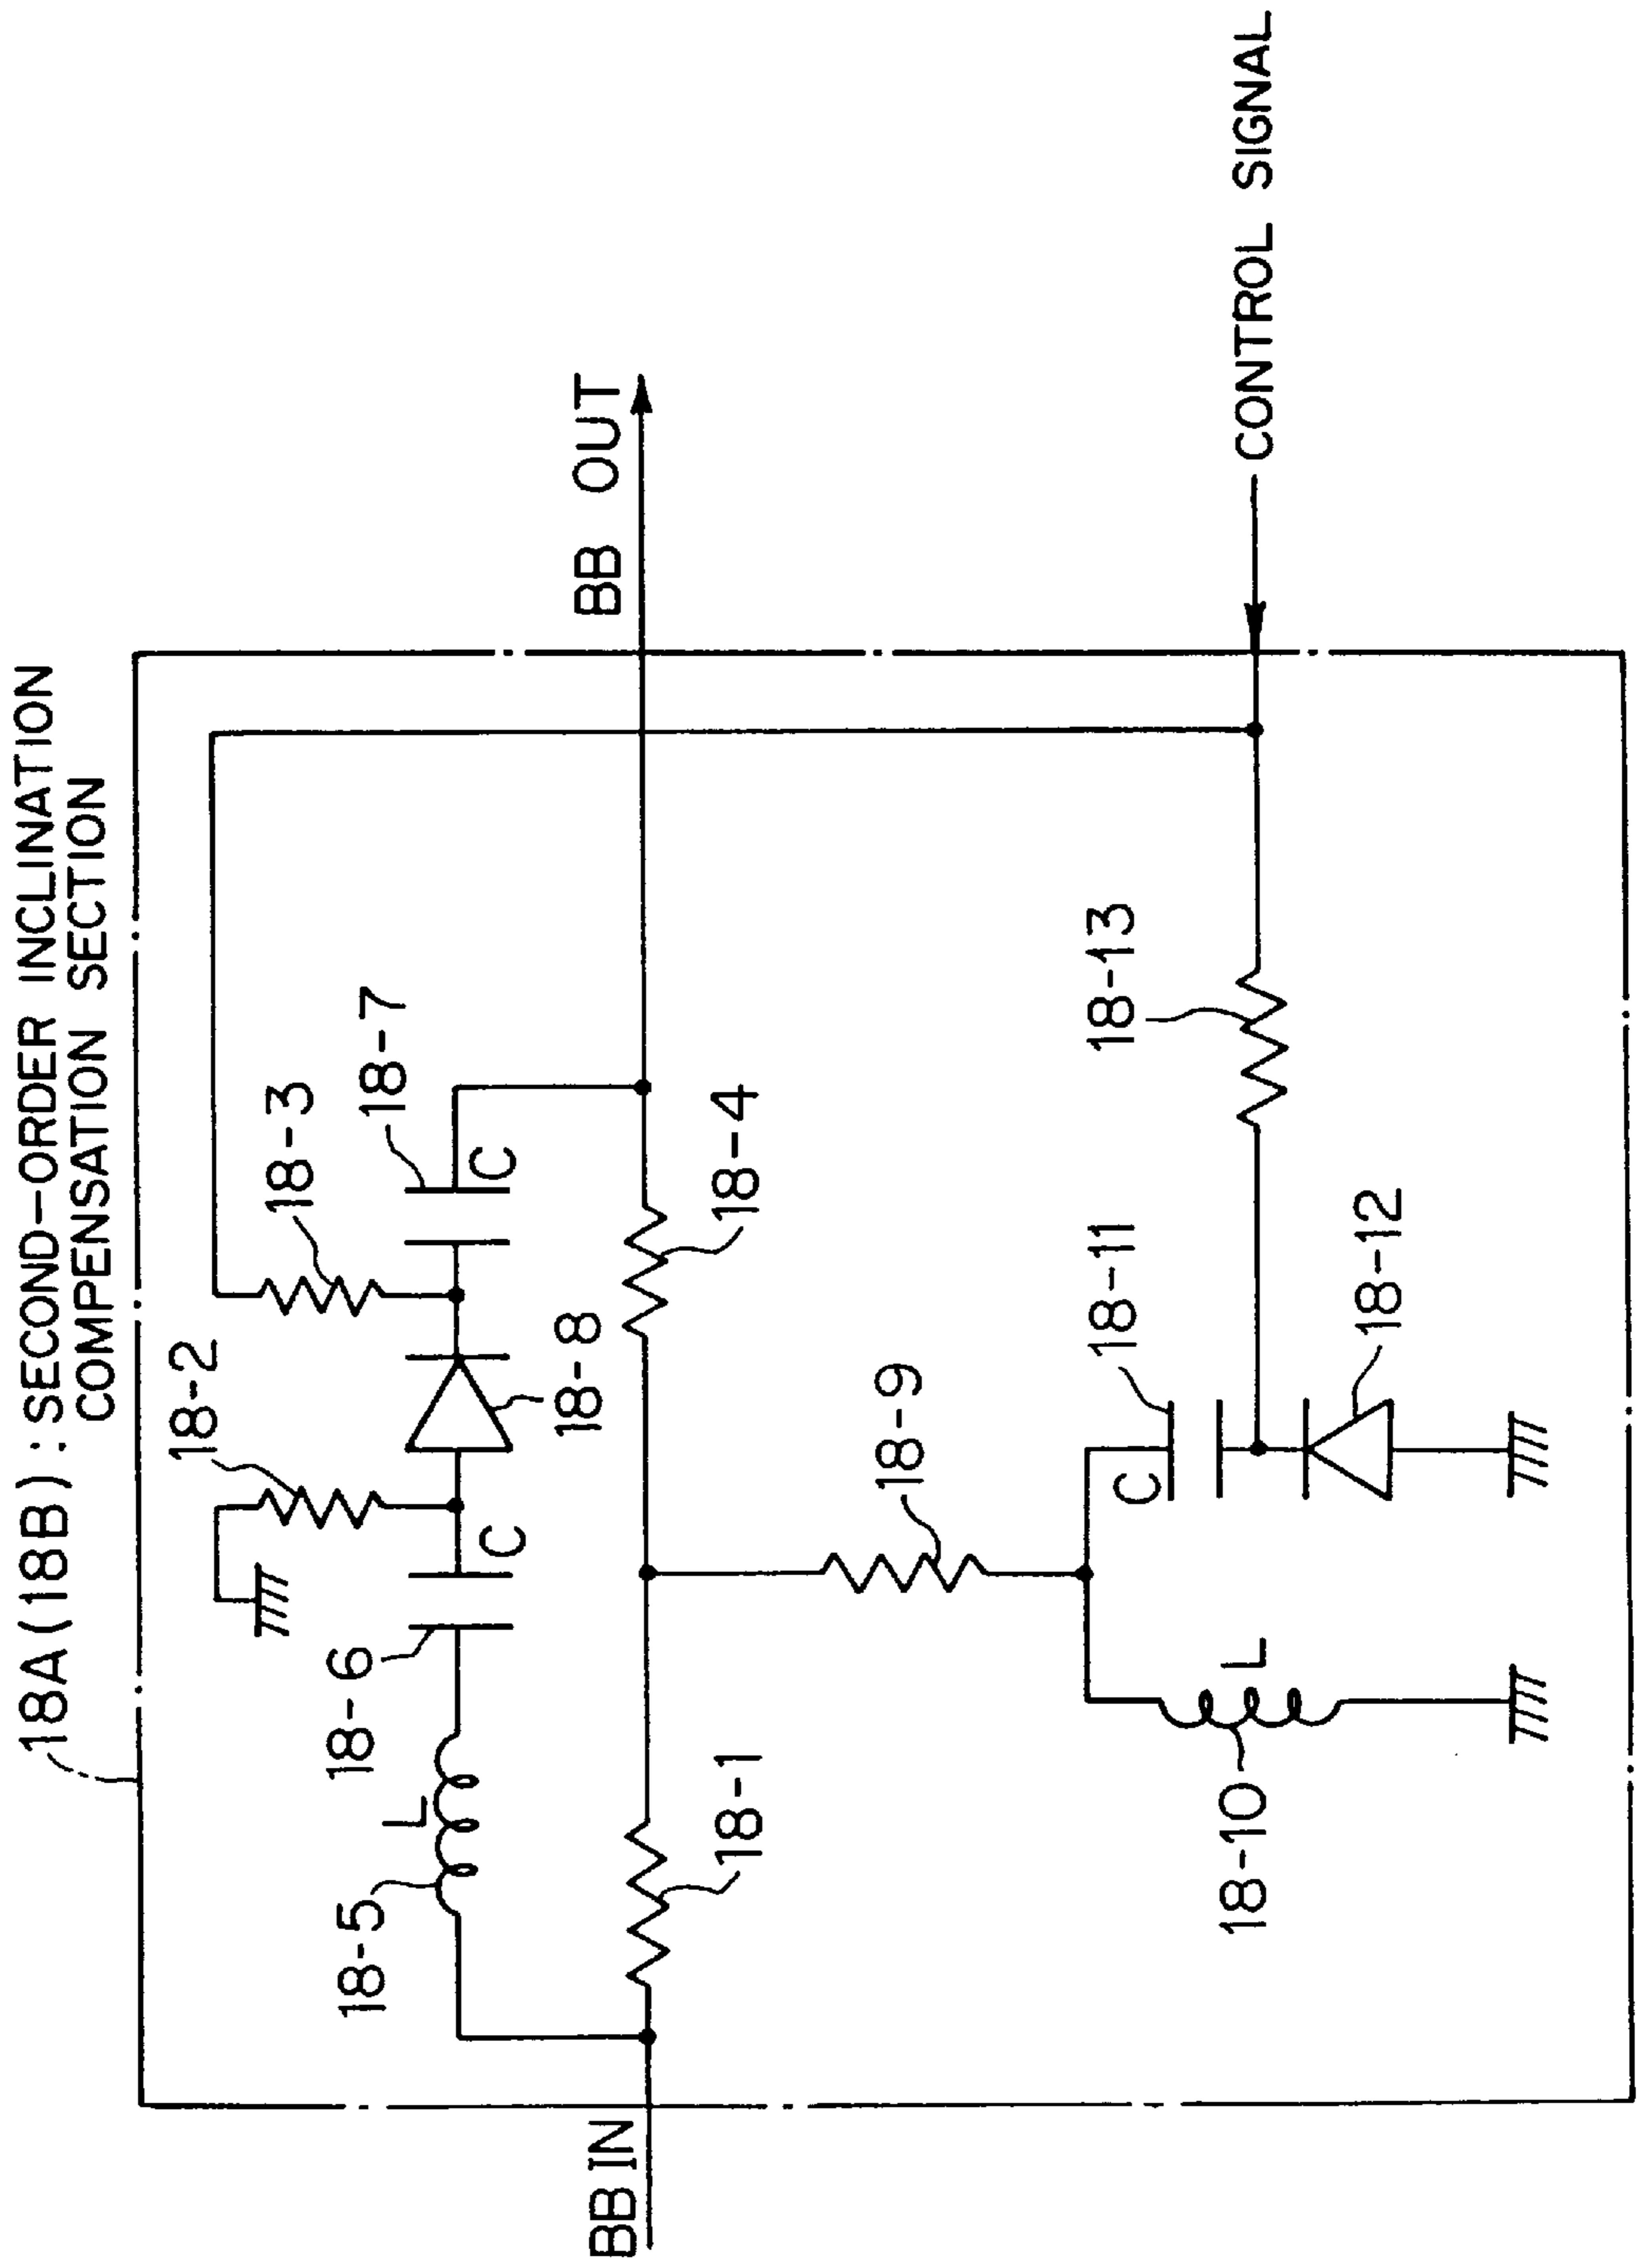 18A(18B):SECOND-ORDER INCLINATION
COMPENSATION SECTION
18-2
18-3
18-5
18-6
18-7
L
C
C
18-8
BB IN
BB OUT
18-1
18-4
18-9
18-11
18-13
C
L
18-10
18-12
CONTROL SIGNAL